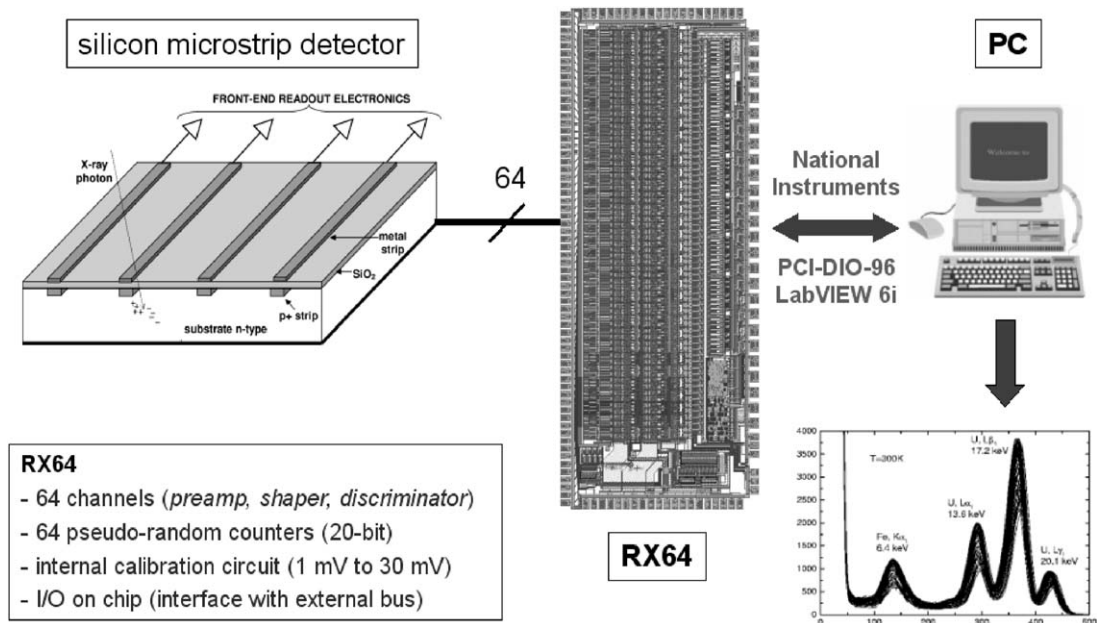 silicon microstrip detector
FRONT-END READOUT ELECTRONICS
X-ray
photon
metal
strip
SiO₂
p+ strip
substrate n-type
64
RX64
PC
National
Instruments
PCI-DIO-96
LabVIEW 6i
Welcome to
RX64
- 64 channels (preamp, shaper, discriminator)
- 64 pseudo-random counters (20-bit)
- internal calibration circuit (1 mV to 30 mV)
- I/O on chip (interface with external bus)
4000
3500
3000
2500
2000
1500
1000
500
0
0
100
200
300
400
500
T=300K
Fe, Kα₁
6.4 keV
U, Lα₁
13.6 keV
U, Lβ₁
17.2 keV
U, Lγ₁
20.1 keV